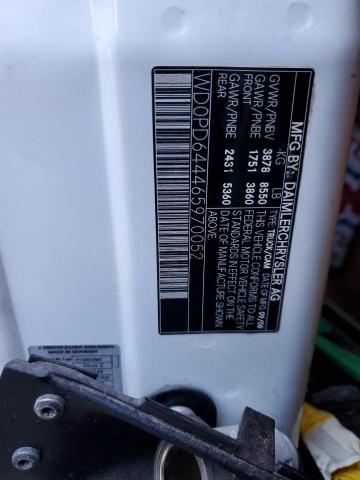 MFG BY: DAIMLERCHRYSLER AG
-KG LB TYPE: TRUCK/CAM DATE OF MFG 09/06
GVWR/PNBV 3878 8550 THIS VEHICLE CONFORMS TO ALL
GAWR/PNBE 1751 3860 FEDERAL MOTOR VEHICLE SAFETY
FRONT STANDARDS IN EFFECT ON THE
GAWR/PNBE 2431 5360 DATE OF MANUFACTURE SHOWN
REAR ABOVE.
WD0PD644465970052
MADE IN GERMANY